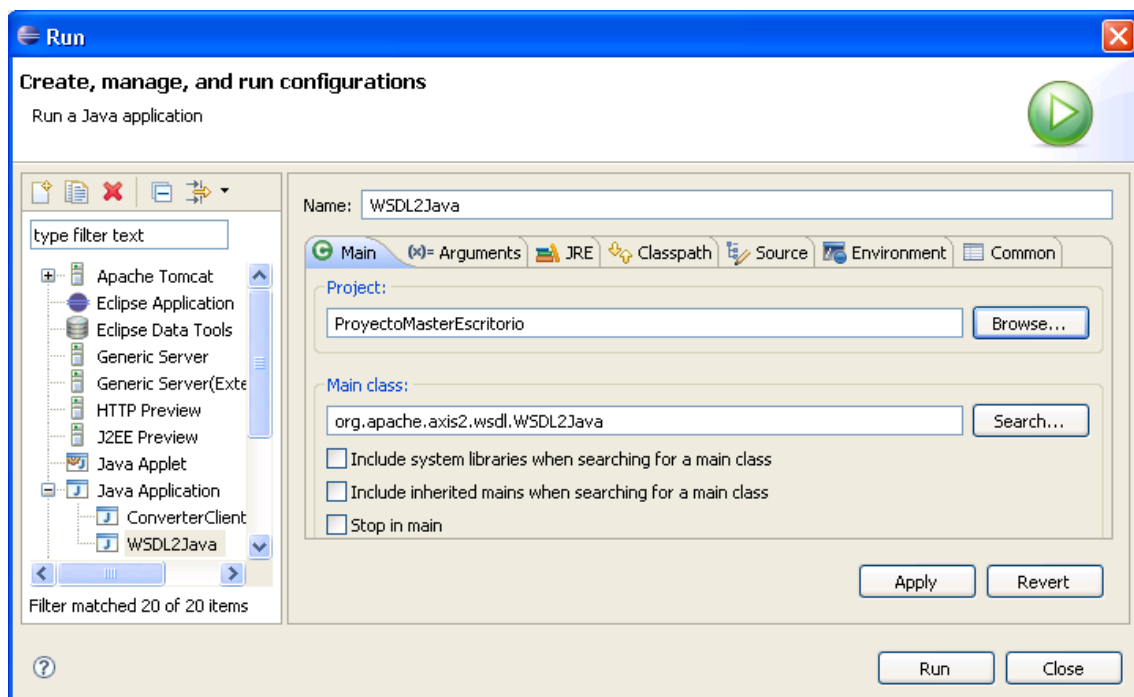 Run
Create, manage, and run configurations
Run a Java application
type filter text
Apache Tomcat
Eclipse Application
Eclipse Data Tools
Generic Server
Generic Server(Exte
HTTP Preview
J2EE Preview
Java Applet
Java Application
ConverterClient
WSDL2Java
Filter matched 20 of 20 items
Name: WSDL2Java
Main (x)= Arguments JRE Classpath Source Environment Common
Project:
ProyectoMasterEscritorio Browse...
Main class:
org.apache.axis2.wsdl.WSDL2Java Search...
Include system libraries when searching for a main class
Include inherited mains when searching for a main class
Stop in main
Apply Revert
Run Close